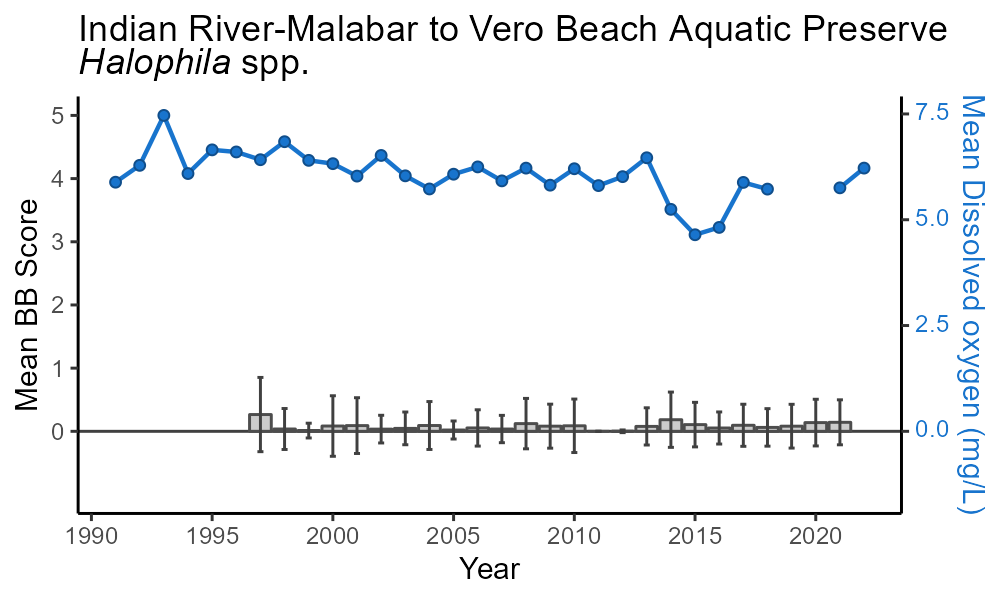 Indian River-Malabar to Vero Beach Aquatic Preserve
Halophila spp.
Mean BB Score
5
4
3
2
1
0
7.5
5.0
2.5
0.0
Mean Dissolved oxygen (mg/L)
1990 1995 2000 2005 2010 2015 2020
Year